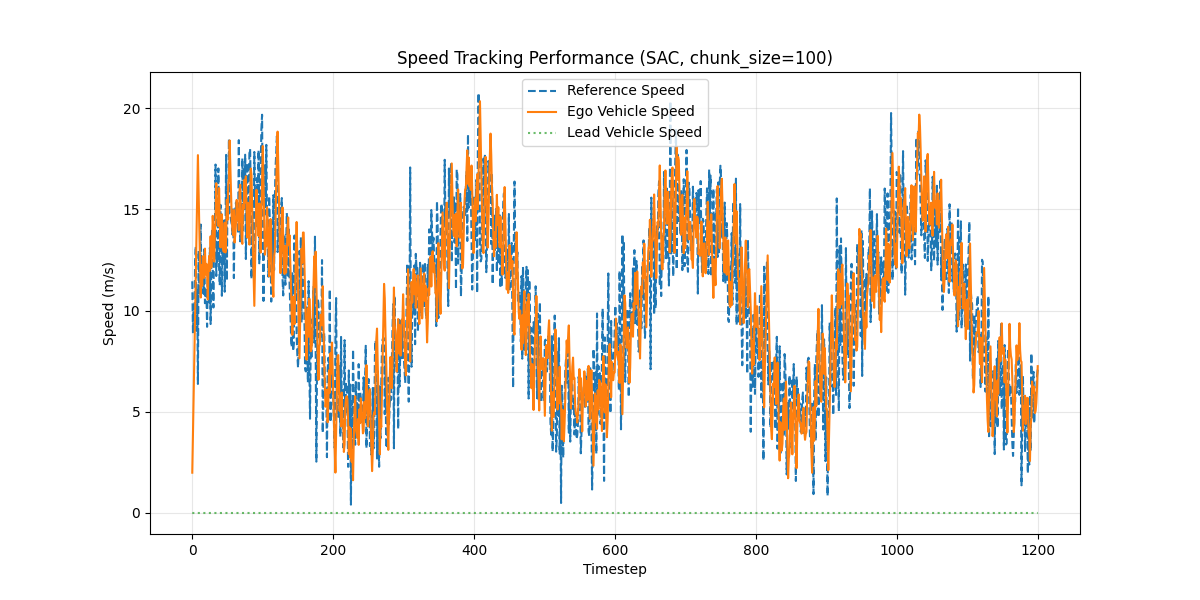 Speed Tracking Performance (SAC, chunk_size=100)
Reference Speed
Ego Vehicle Speed
Lead Vehicle Speed
Speed (m/s)
20
15
10
5
0
0 200 400 600 800 1000 1200
Timestep